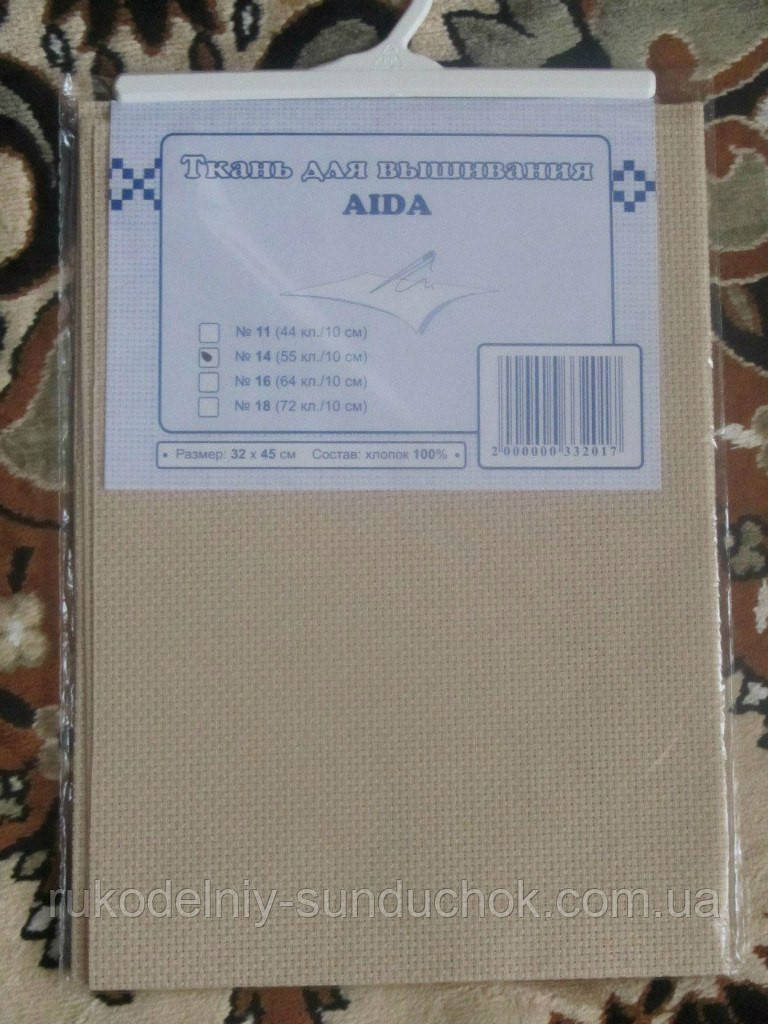 Ткань для вышивания
AIDA
№ 11 (44 кл./10 см)
№ 14 (55 кл./10 см)
№ 16 (64 кл./10 см)
№ 18 (72 кл./10 см)
• Размер: 32 х 45 см Состав: хлопок 100% •
2 000000 332017
rukodelniy-sunduchok.com.ua